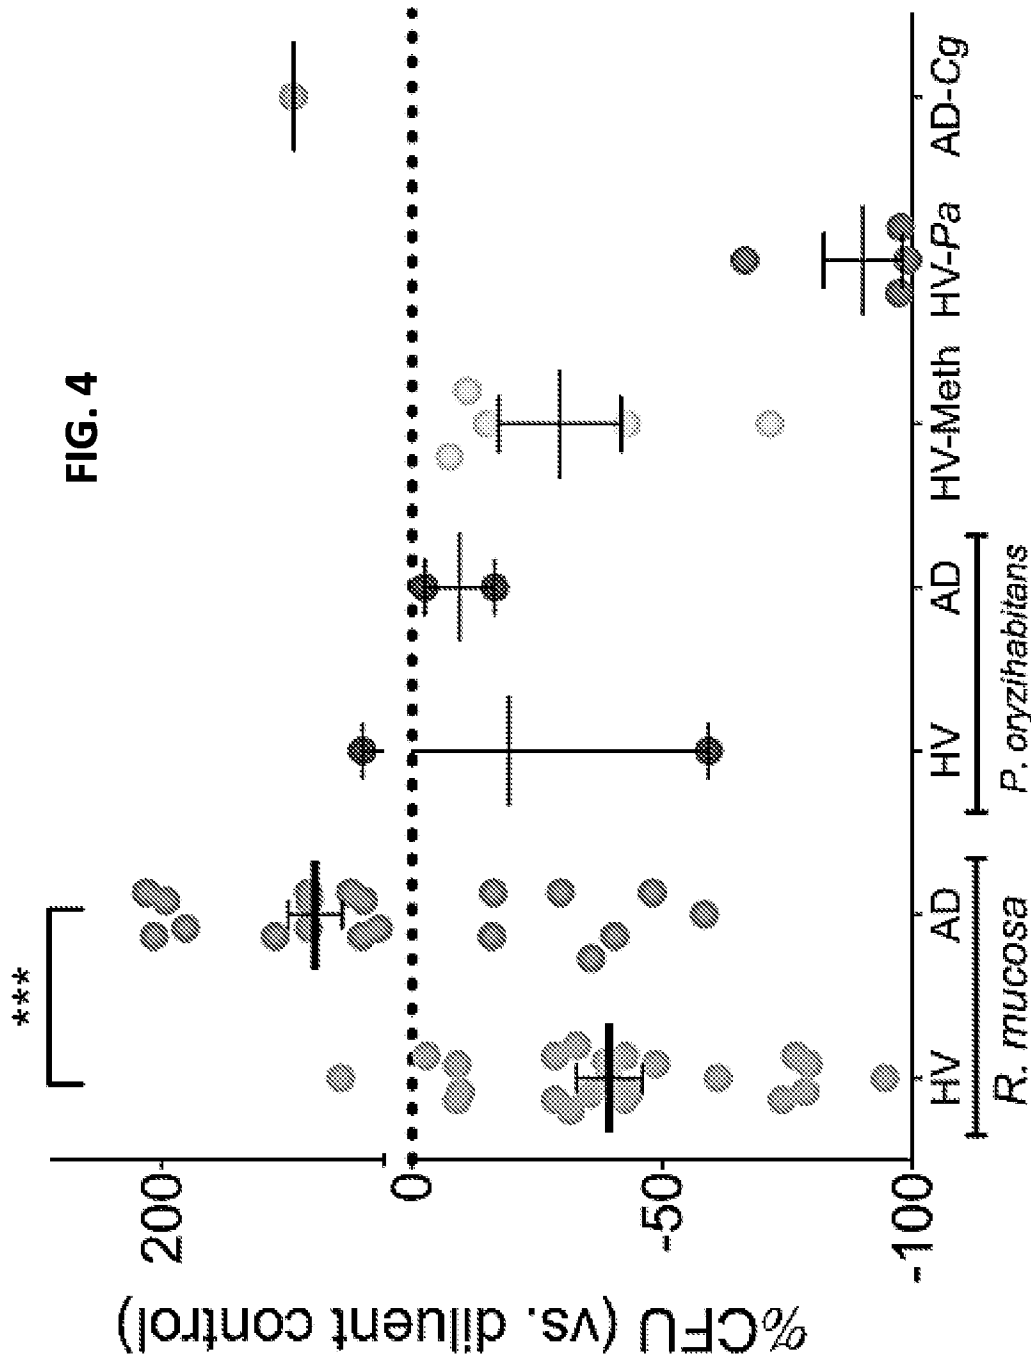 FIG. 4
***
%CFU (vs. diluent control)
200
0
-50
-100
HV AD HV AD HV-Meth HV-Pa AD-Cg
R. mucosa P. oryzihabitans